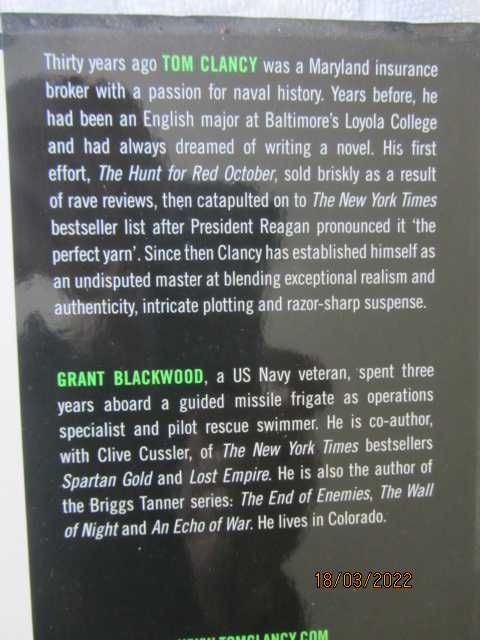 Thirty years ago TOM CLANCY was a Maryland insurance
broker with a passion for naval history. Years before, he
had been an English major at Baltimore's Loyola College
and had always dreamed of writing a novel. His first
effort, The Hunt for Red October, sold briskly as a result
of rave reviews, then catapulted on to The New York Times
bestseller list after President Reagan pronounced it 'the
perfect yarn'. Since then Clancy has established himself as
an undisputed master at blending exceptional realism and
authenticity, intricate plotting and razor-sharp suspense.
GRANT BLACKWOOD, a US Navy veteran, spent three
years aboard a guided missile frigate as operations
specialist and pilot rescue swimmer. He is co-author,
with Clive Cussler, of The New York Times bestsellers
Spartan Gold and Lost Empire. He is also the author of
the Briggs Tanner series: The End of Enemies, The Wall
of Night and An Echo of War. He lives in Colorado.
18/03/2022
WWW.TOMCLANCY.COM